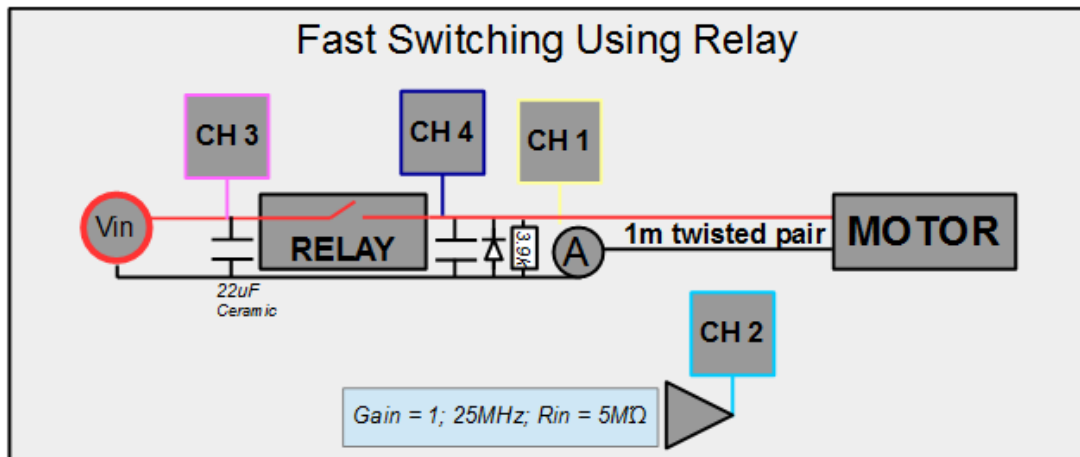 Fast Switching Using Relay
CH 3
CH 4
CH 1
Vin
RELAY
3.9k
A
1m twisted pair
MOTOR
22uF
Ceramic
CH 2
Gain = 1; 25MHz; Rin = 5MΩ